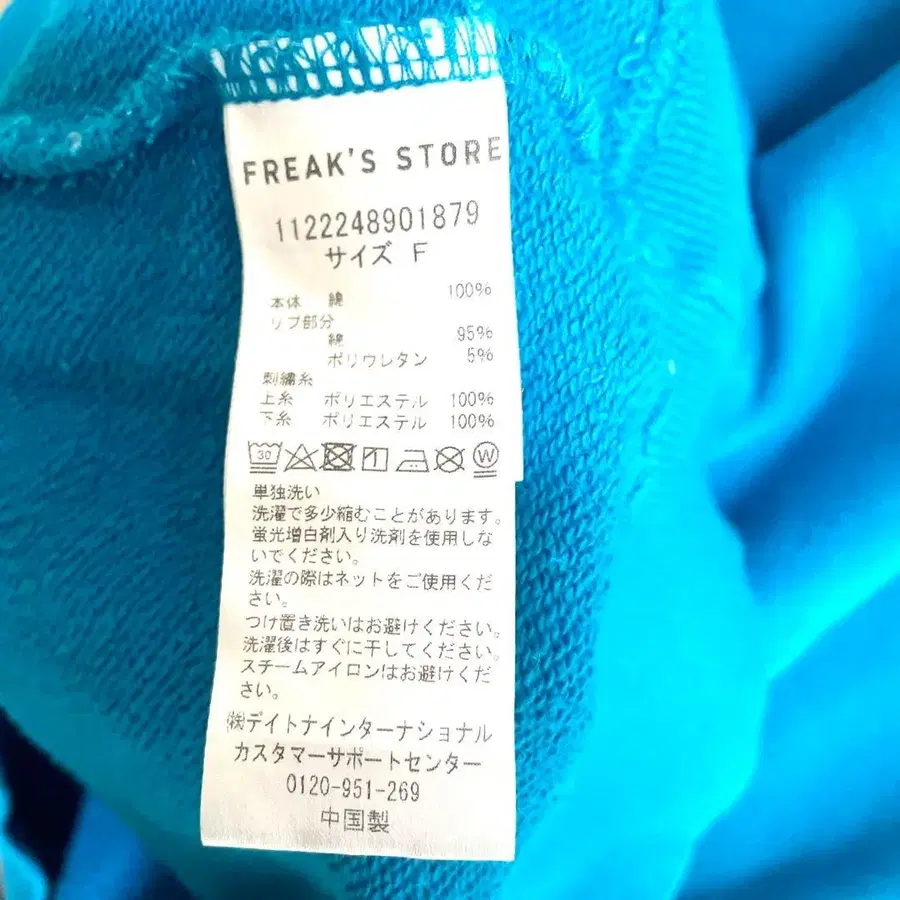 FREAK'S STORE
1122248901879
サイズ F
本体 綿 100%
リブ部分
綿 95%
ポリウレタン 5%
刺繍糸
上糸 ポリエステル 100%
下糸 ポリエステル 100%
30
W
単独洗い
洗濯で多少縮むことがあります。
蛍光増白剤入り洗剤を使用しな
いでください。
洗濯の際はネットをご使用くだ
さい。
つけ置き洗いはお避けください。
洗濯後はすぐに干してください。
スチームアイロンはお避けくだ
さい。
㈱デイトナインターナショナル
カスタマーサポートセンター
0120-951-269
中国製